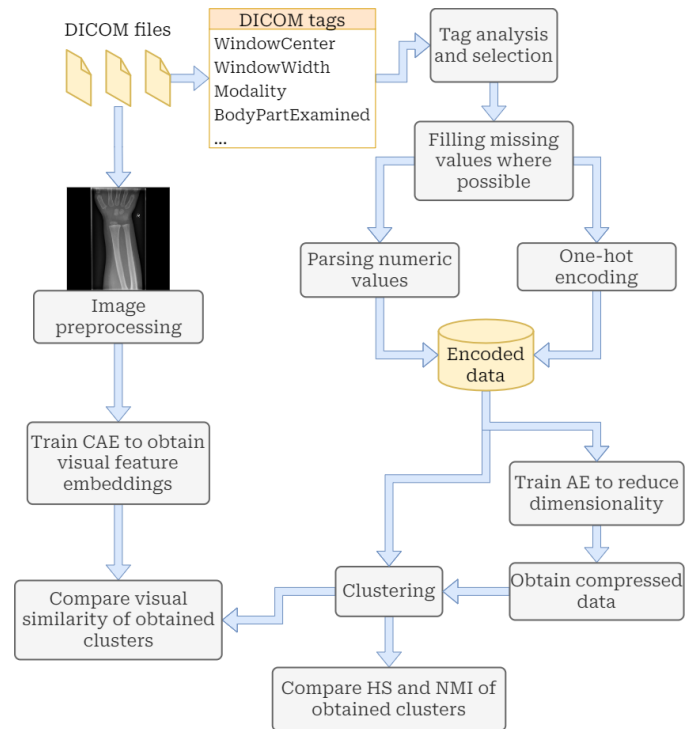 DICOM files
DICOM tags
WindowCenter
WindowWidth
Modality
BodyPartExamined
...
Tag analysis
and selection
Filling missing
values where
possible
Parsing numeric
values
One-hot
encoding
Image
preprocessing
Encoded
data
Train CAE to obtain
visual feature
embeddings
Train AE to reduce
dimensionality
Clustering
Obtain compressed
data
Compare visual
similarity of obtained
clusters
Compare HS and NMI of
obtained clusters